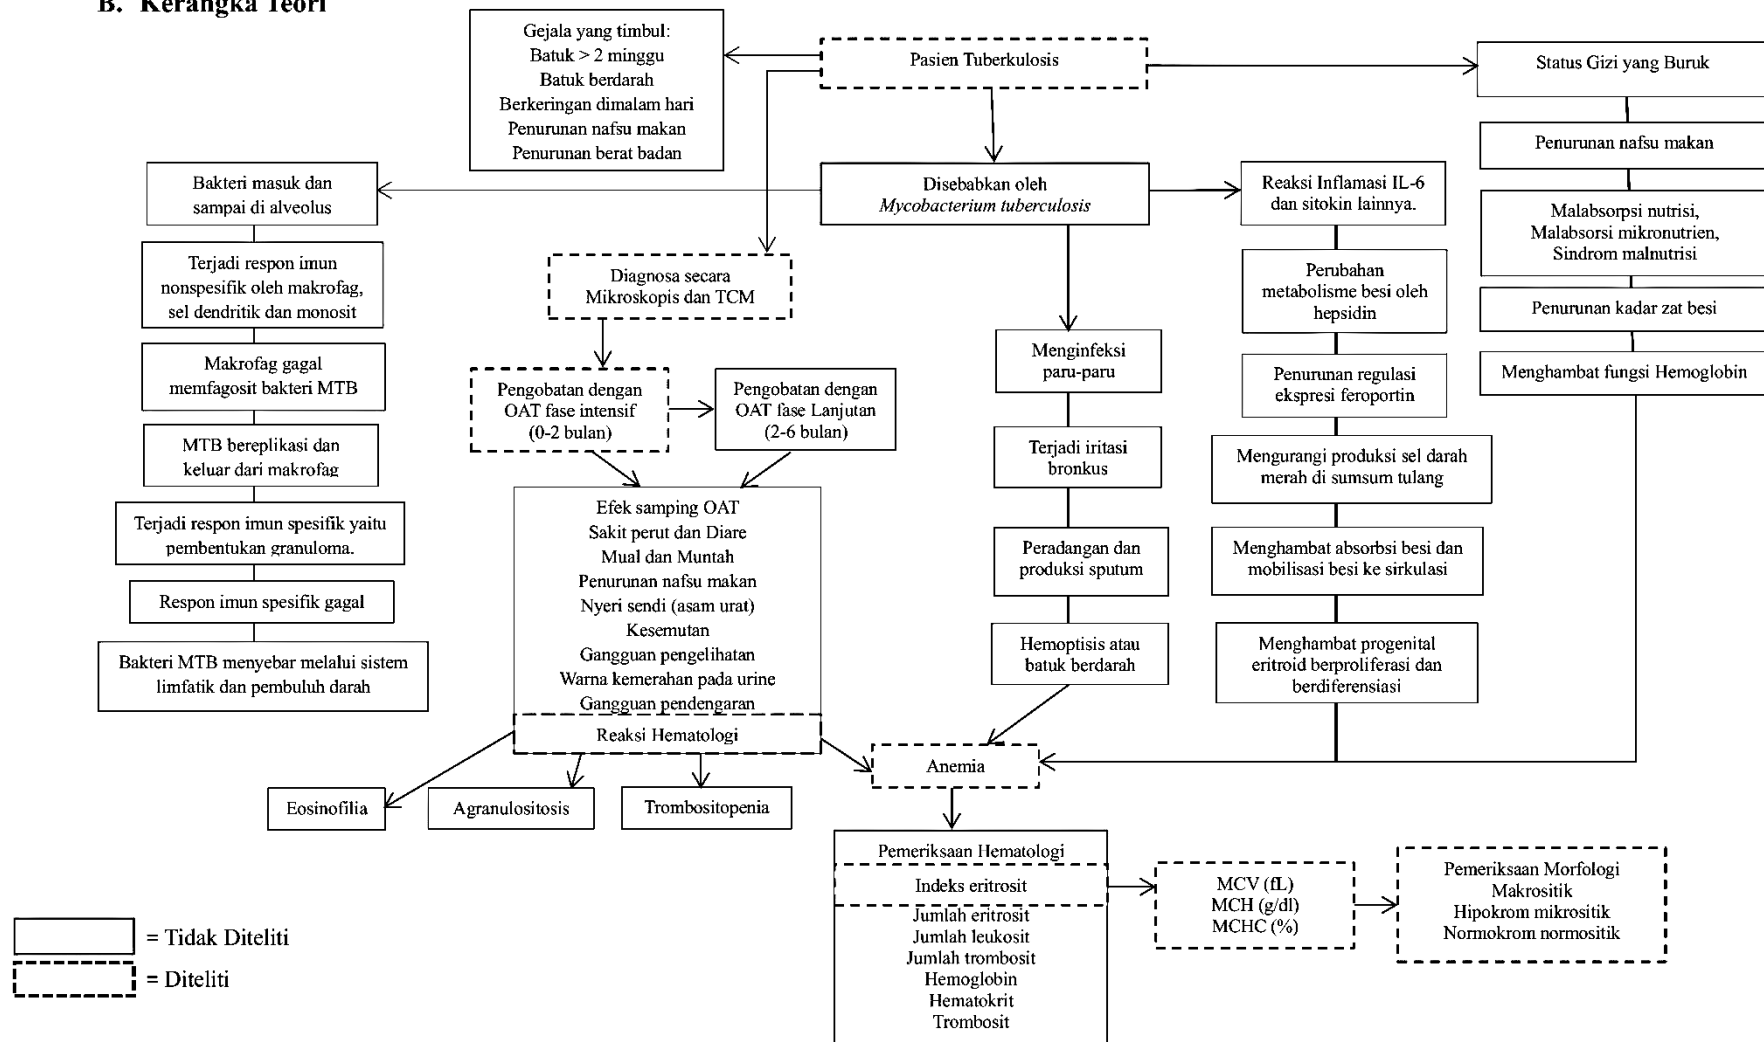 B. Kerangka Teori
Gejala yang timbul:
Batuk > 2 minggu
Batuk berdarah
Berkeringan dimalam hari
Penurunan nafsu makan
Penurunan berat badan
Pasien Tuberkulosis
Status Gizi yang Buruk
Penurunan nafsu makan
Malabsorpsi nutrisi,
Malabsorsi mikronutrien,
Sindrom malnutrisi
Penurunan kadar zat besi
Menghambat fungsi Hemoglobin
Bakteri masuk dan
sampai di alveolus
Terjadi respon imun
nonspesifik oleh makrofag,
sel dendritik dan monosit
Makrofag gagal
memfagosit bakteri MTB
MTB bereplikasi dan
keluar dari makrofag
Terjadi respon imun spesifik yaitu
pembentukan granuloma.
Respon imun spesifik gagal
Bakteri MTB menyebar melalui sistem
limfatik dan pembuluh darah
Disebabkan oleh
Mycobacterium tuberculosis
Reaksi Inflamasi IL-6
dan sitokin lainnya.
Perubahan
metabolisme besi oleh
hepsidin
Penurunan regulasi
ekspresi feroportin
Mengurangi produksi sel darah
merah di sumsum tulang
Menghambat absorbsi besi dan
mobilisasi besi ke sirkulasi
Menghambat progenital
eritroid berproliferasi dan
berdiferensiasi
Diagnosa secara
Mikroskopis dan TCM
Pengobatan dengan
OAT fase intensif
(0-2 bulan)
Pengobatan dengan
OAT fase Lanjutan
(2-6 bulan)
Efek samping OAT
Sakit perut dan Diare
Mual dan Muntah
Penurunan nafsu makan
Nyeri sendi (asam urat)
Kesemutan
Gangguan pengelihatan
Warna kemerahan pada urine
Gangguan pendengaran
Reaksi Hematologi
Menginfeksi
paru-paru
Terjadi iritasi
bronkus
Peradangan dan
produksi sputum
Hemoptisis atau
batuk berdarah
Anemia
Eosinofilia
Agranulositosis
Trombositopenia
Pemeriksaan Hematologi
Indeks eritrosit
Jumlah eritrosit
Jumlah leukosit
Jumlah trombosit
Hemoglobin
Hematokrit
Trombosit
MCV (fL)
MCH (g/dl)
MCHC (%)
Pemeriksaan Morfologi
Makrositik
Hipokrom mikrositik
Normokrom normositik
= Tidak Diteliti
= Diteliti